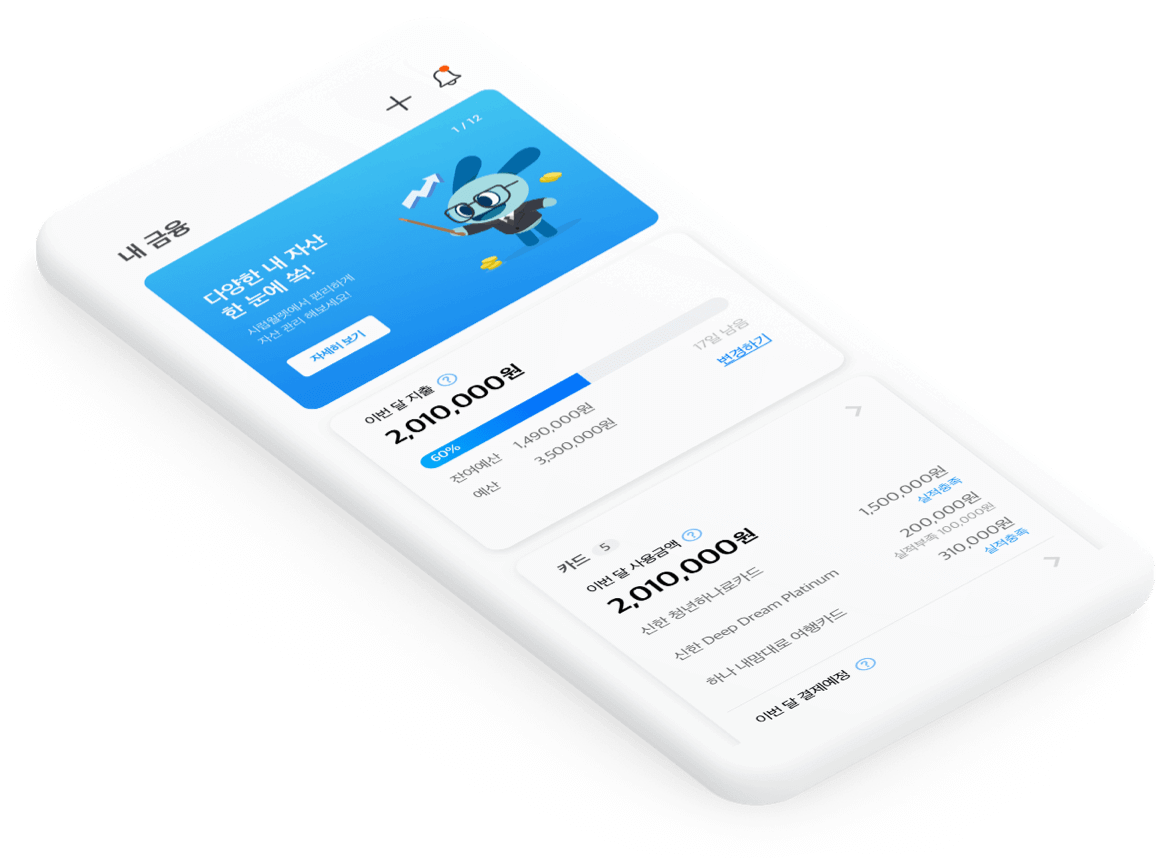 내 금융
1 / 12
다양한 내 자산
한 눈에 쏙!
시럽월렛에서 편리하게
자산 관리 해보세요!
자세히 보기
이번 달 지출 ?
2,010,000원
60%
17일 남음
잔여예산 1,490,000원 변경하기
예산 3,500,000원
카드 5
이번 달 사용금액 ?
2,010,000원
신한 청년하나로카드 1,500,000원
실적충족
신한 Deep Dream Platinum 200,000원
실적부족 100,000원
하나 내맘대로 여행카드 310,000원
실적충족
이번 달 결제예정 ?